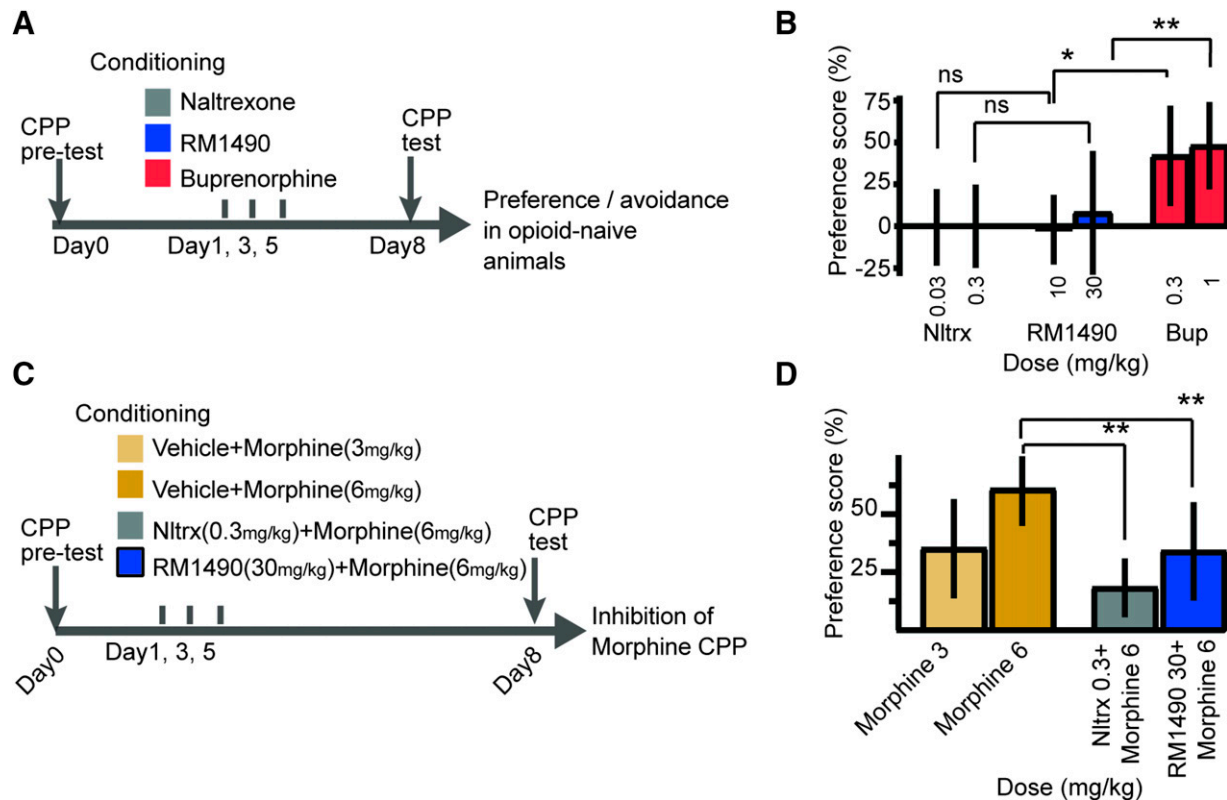 A
Conditioning
Naltrexone
RM1490
Buprenorphine
CPP
pre-test
CPP
test
Day0
Day1, 3, 5
Day8
Preference / avoidance
in opioid-naive
animals
B
Preference score (%)
75
50
25
0
-25
ns
ns
*
**
0.03
0.3
10
30
0.3
1
Nltrx
RM1490
Bup
Dose (mg/kg)
C
Conditioning
Vehicle+Morphine(3mg/kg)
Vehicle+Morphine(6mg/kg)
Nltrx(0.3mg/kg)+Morphine(6mg/kg)
RM1490(30mg/kg)+Morphine(6mg/kg)
CPP
pre-test
CPP
test
Day0
Day1, 3, 5
Day8
Inhibition of
Morphine CPP
D
Preference score (%)
50
25
**
**
Morphine 3
Morphine 6
Nltrx 0.3+
Morphine 6
RM1490 30+
Morphine 6
Dose (mg/kg)